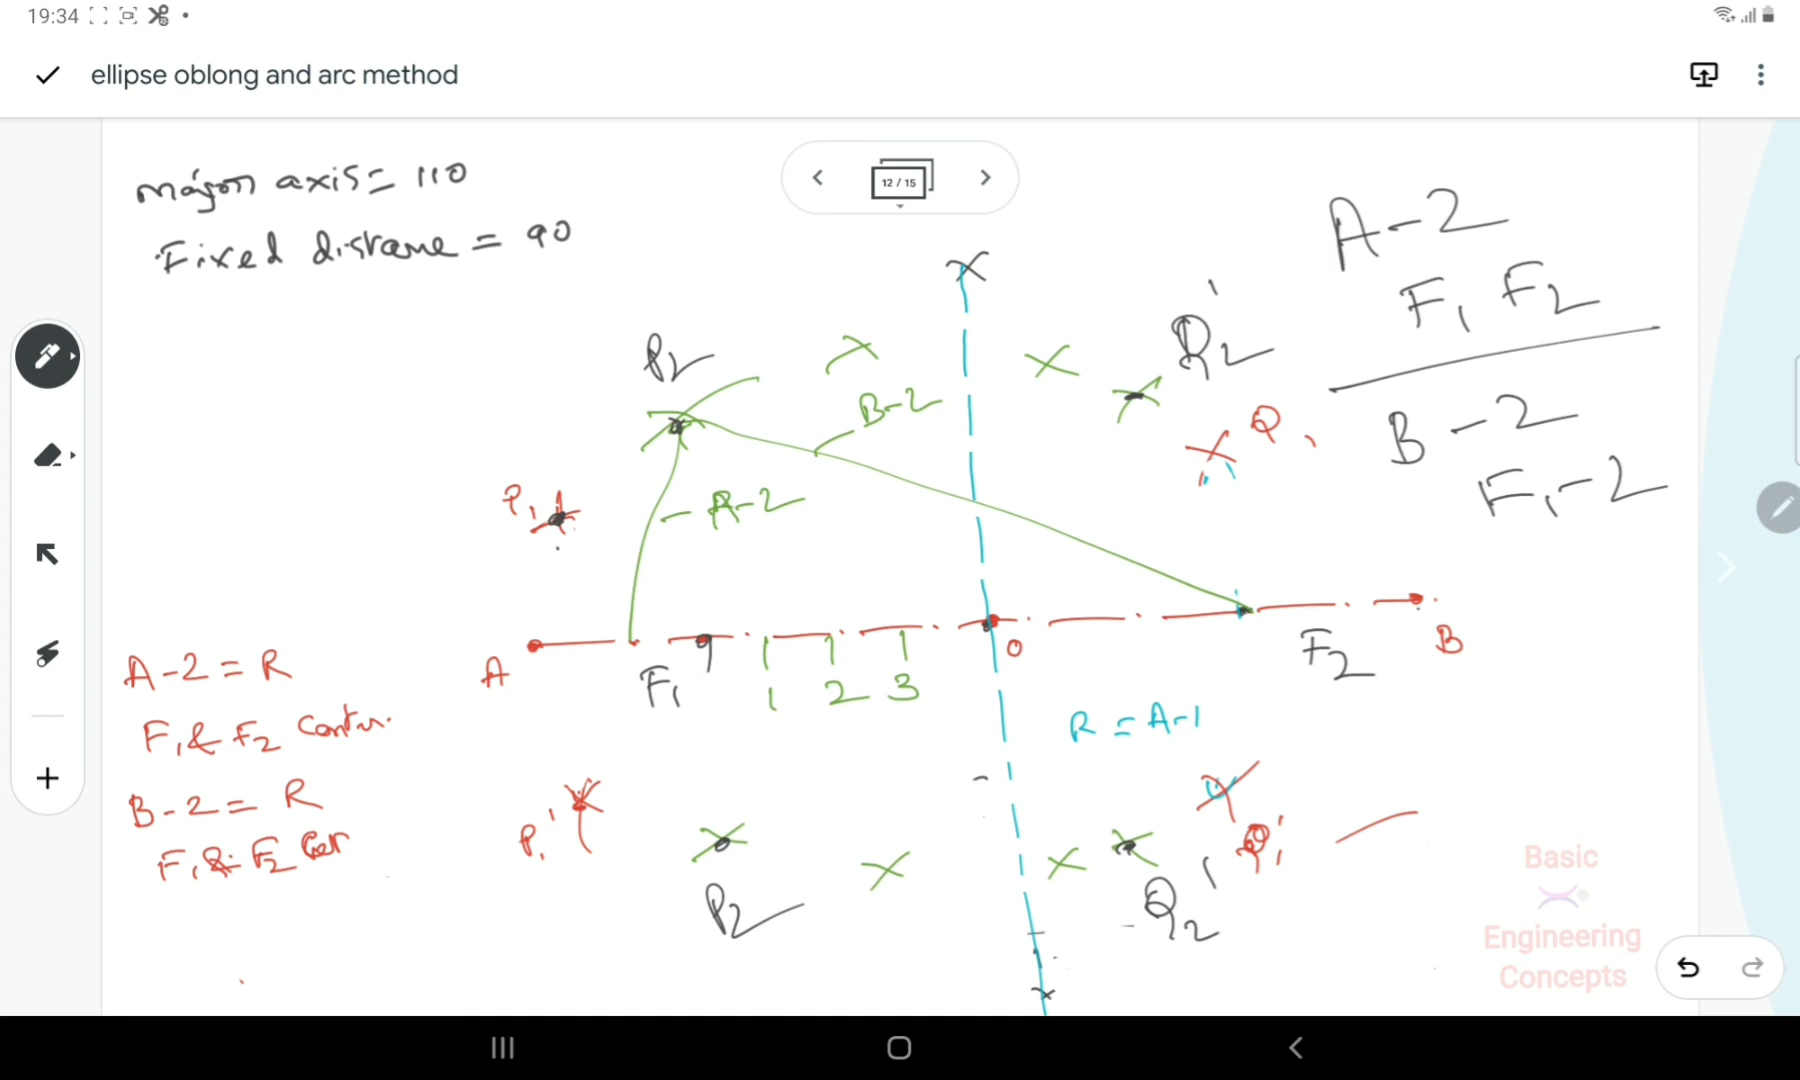 19:34
ellipse oblong and arc method
12 / 15
major axis = 110
Fixed distance = 90
A-2
F1 F2
B-2
F1-2
X
P2
Q2'
B-2
Q1
P1
A-2
A
F1
1
2
3
O
F2
B
R = A-1
A-2 = R
F1 & F2 Center
B-2 = R
F1 & F2 Cen
P1'
P2
Q1'
Q2'
Basic
Engineering
Concepts